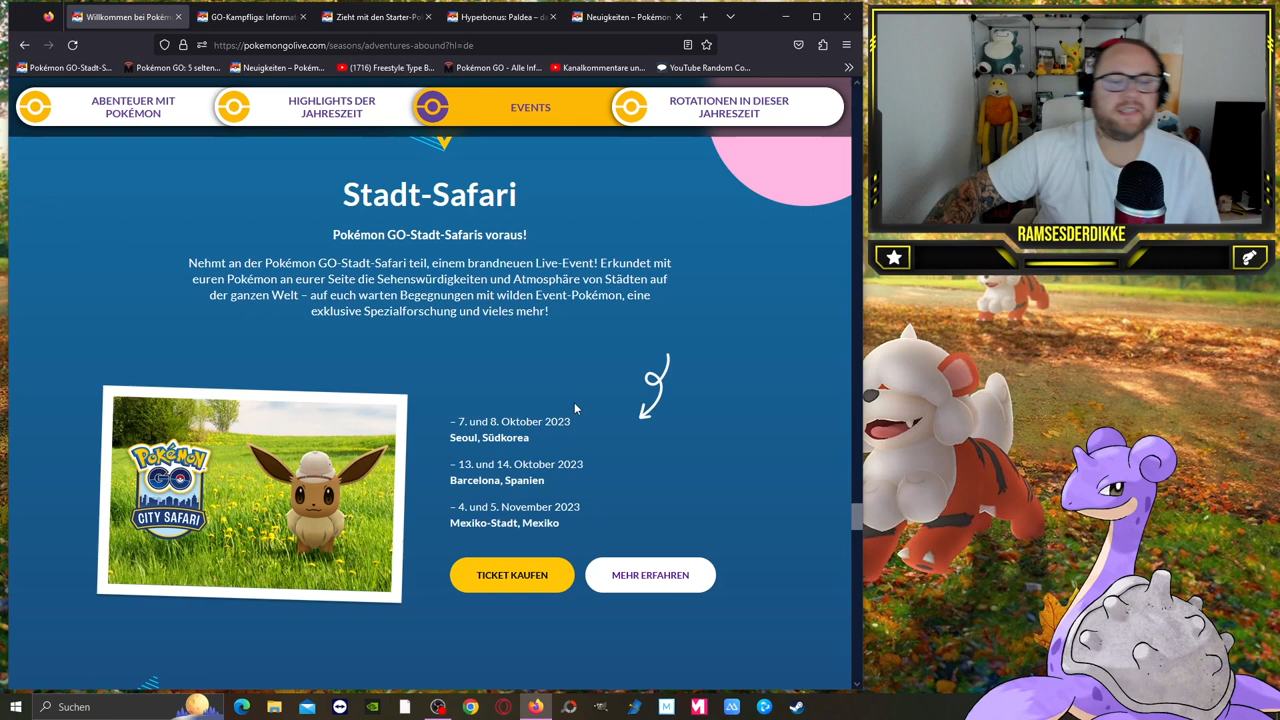 Willkommen bei Pokém
GO-Kampfliga: Informat
Zieht mit den Starter-Pok
Hyperbonus: Paldea – da
Neuigkeiten – Pokémon
https://pokemongolive.com/seasons/adventures-abound?hl=de
Pokémon GO-Stadt-S...
Pokémon GO: 5 selten...
Neuigkeiten – Pokém...
(1719) Freestyle Type B...
Pokémon GO - Alle Inf...
Kanalkommentare un...
YouTube Random Co...
ABENTEUER MIT
POKÉMON
HIGHLIGHTS DER
JAHRESZEIT
EVENTS
ROTATIONEN IN DIESER
JAHRESZEIT
Stadt-Safari
Pokémon GO-Stadt-Safaris voraus!
Nehmt an der Pokémon GO-Stadt-Safari teil, einem brandneuen Live-Event! Erkundet mit
euren Pokémon an eurer Seite die Sehenswürdigkeiten und Atmosphäre von Städten auf
der ganzen Welt – auf euch warten Begegnungen mit wilden Event-Pokémon, eine
exklusive Spezialforschung und vieles mehr!
Pokémon
GO
CITY SAFARI
– 7. und 8. Oktober 2023
Seoul, Südkorea
– 13. und 14. Oktober 2023
Barcelona, Spanien
– 4. und 5. November 2023
Mexiko-Stadt, Mexiko
TICKET KAUFEN
MEHR ERFAHREN
RAMSESDERDIKKE
Suchen